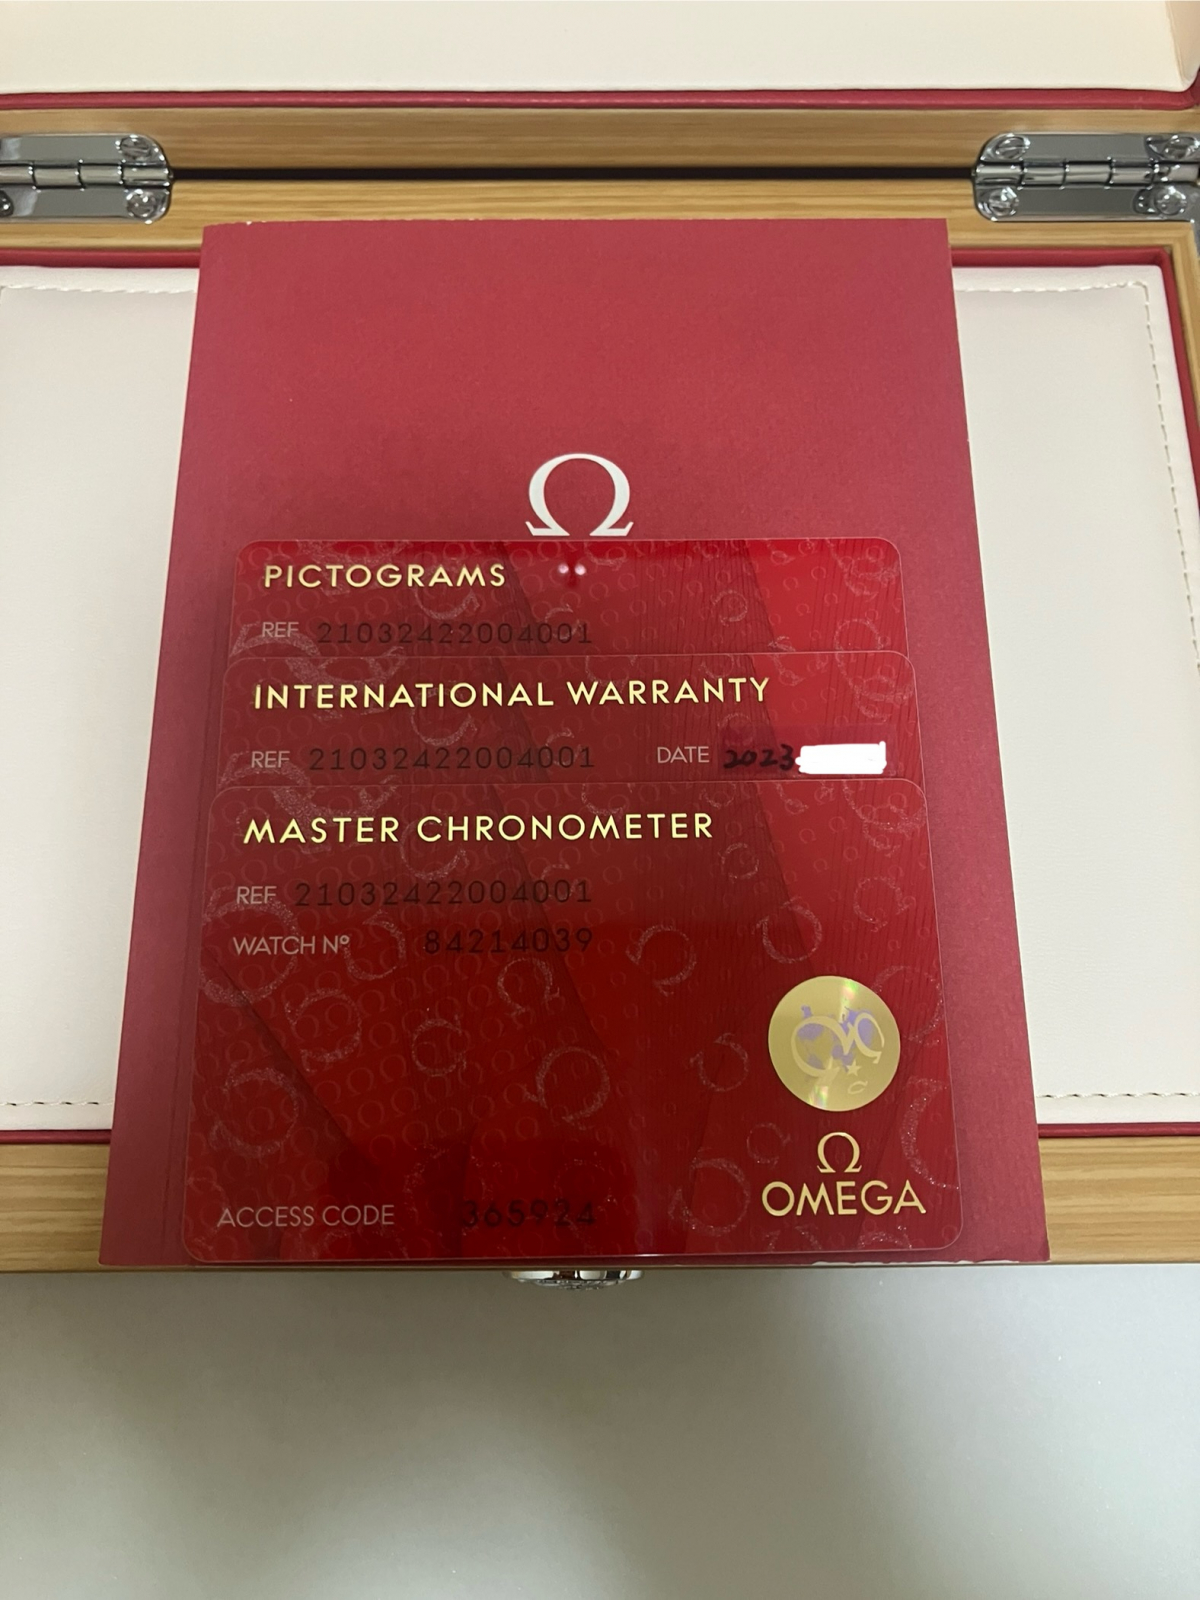 Ω
PICTOGRAMS
REF 21032422004001
INTERNATIONAL WARRANTY
REF 21032422004001 DATE 2023
MASTER CHRONOMETER
REF 21032422004001
WATCH Nº 84214039
Ω
OMEGA
ACCESS CODE 365924